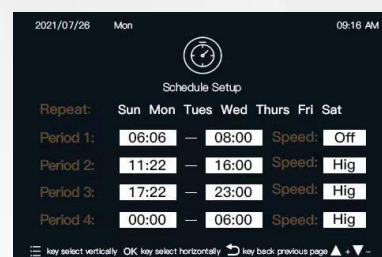 2021/07/26 Mon 09:16 AM
Schedule Setup
Repeat: Sun Mon Tues Wed Thurs Fri Sat
Period 1: 06:06 — 08:00 Speed: Off
Period 2: 11:22 — 16:00 Speed: Hig
Period 3: 17:22 — 23:00 Speed: Hig
Period 4: 00:00 — 06:00 Speed: Hig
key select vertically OK key select horizontally key back previous page ▲ + ▼ −